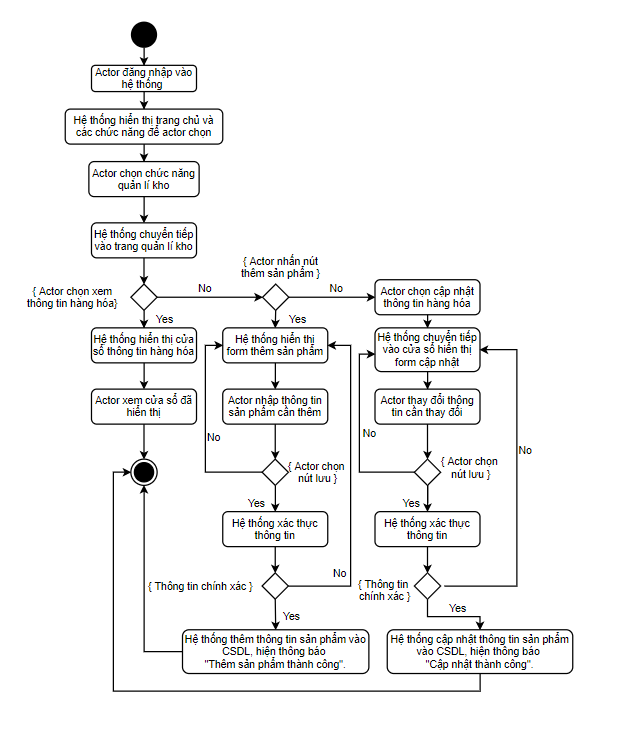 Actor đăng nhập vào
hệ thống
Hệ thống hiển thị trang chủ và
các chức năng để actor chọn
Actor chọn chức năng
quản lí kho
Hệ thống chuyển tiếp
vào trang quản lí kho
{ Actor chọn xem
thông tin hàng hóa}
No
{ Actor nhấn nút
thêm sản phẩm }
No
Actor chọn cập nhật
thông tin hàng hóa
Yes
Yes
Hệ thống hiển thị cửa
sổ thông tin hàng hóa
Hệ thống hiển thị
form thêm sản phẩm
Hệ thống chuyển tiếp
vào cửa sổ hiển thị
form cập nhật
Actor xem cửa sổ đã
hiển thị
Actor nhập thông tin
sản phẩm cần thêm
Actor thay đổi thông
tin cần thay đổi
No
{ Actor chọn
nút lưu }
No
{ Actor chọn
nút lưu }
No
Yes
Yes
Hệ thống xác thực
thông tin
Hệ thống xác thực
thông tin
{ Thông tin chính xác }
No
{ Thông tin
chính xác }
Yes
Yes
Hệ thống thêm thông tin sản phẩm vào
CSDL, hiện thông báo
"Thêm sản phẩm thành công".
Hệ thống cập nhật thông tin sản phẩm
vào CSDL, hiện thông báo
"Cập nhật thành công".